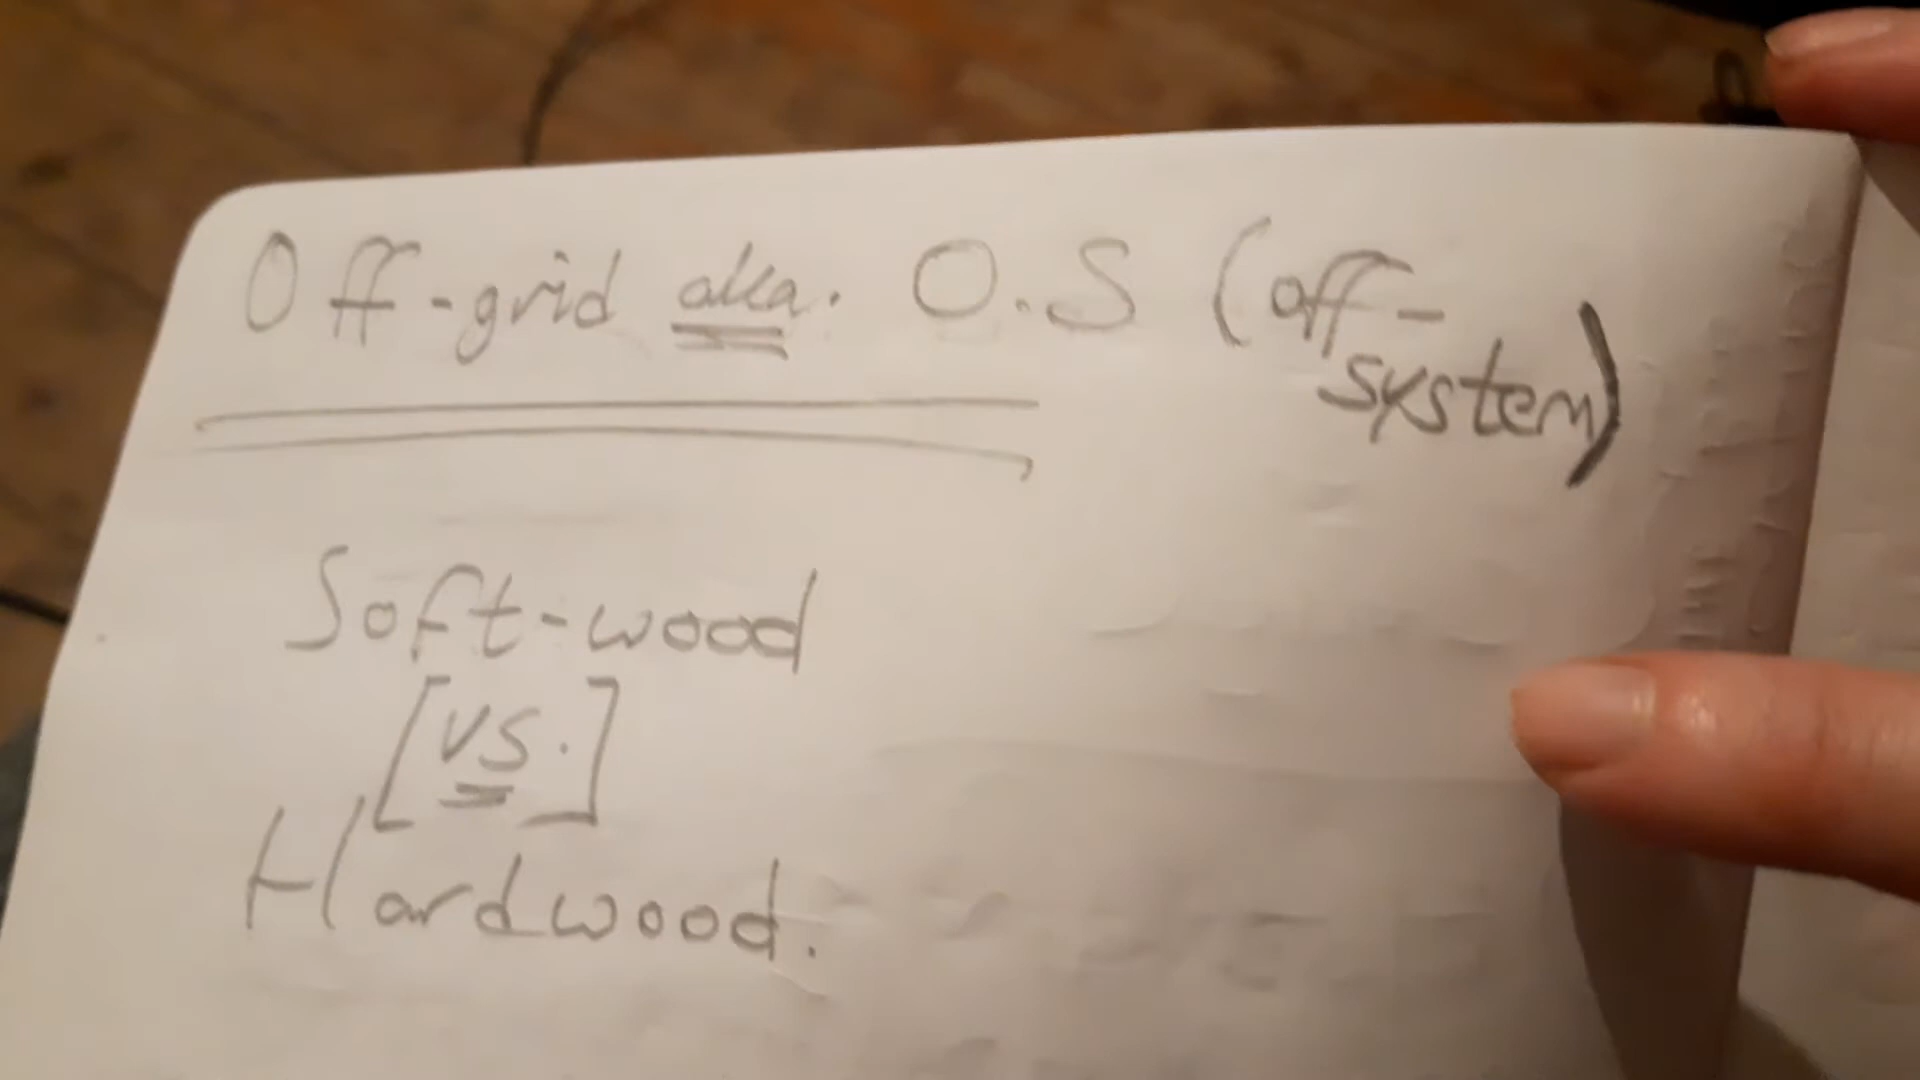 Off-grid aka. O.S (off-
system)
Soft-wood
[vs.]
Hardwood.